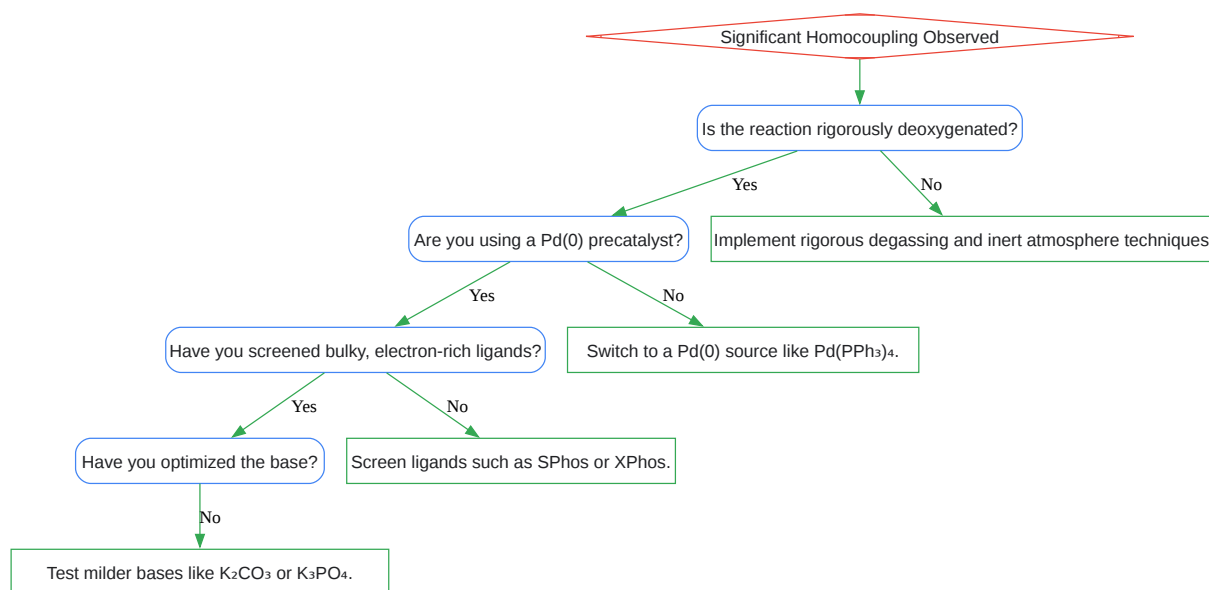 Significant Homocoupling Observed
Is the reaction rigorously deoxygenated?
Yes
No
Are you using a Pd(0) precatalyst?
Implement rigorous degassing and inert atmosphere techniques
Yes
No
Have you screened bulky, electron-rich ligands?
Switch to a Pd(0) source like Pd(PPh₃)₄.
Yes
No
Have you optimized the base?
Screen ligands such as SPhos or XPhos.
No
Test milder bases like K₂CO₃ or K₃PO₄.